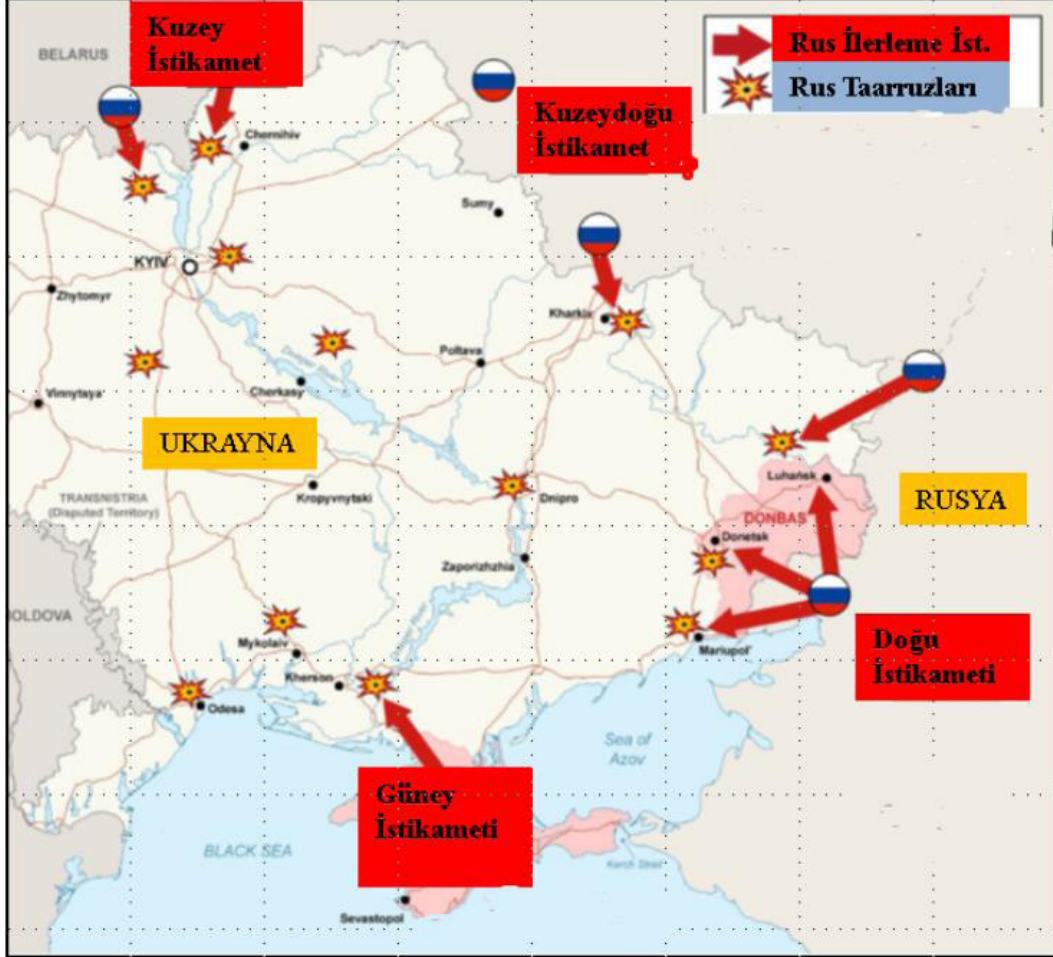 Kuzey
İstikamet
BELARUS
Rus İlerleme İst.
Rus Taarruzları
Kuzeydoğu
İstikamet
Chornihiv
Sumy
KYIV
Zhytomyr
Kharkiv
Poltava
Cherkasy
Vinnytsya
UKRAYNA
Luhańsk
Kropyvnytski
Dnipro
RUSYA
TRANSNISTRIA
(Disputed Territory)
DONBAS
Donetsk
Zaporizhzhia
MOLDOVA
Mykolaiv
Mariupol'
Doğu
İstikameti
Kherson
Odesa
Sea of
Azov
Güney
İstikameti
BLACK SEA
Kerch Strait
Sevastopol